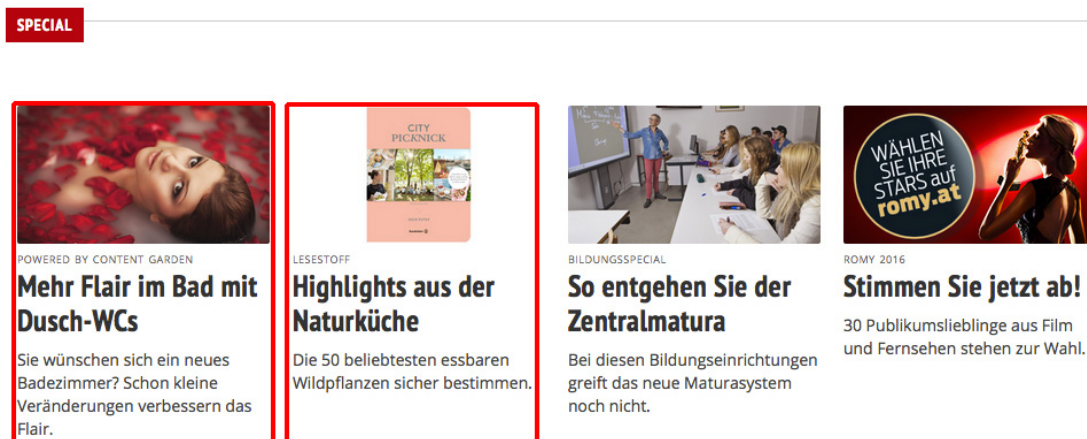 SPECIAL
POWERED BY CONTENT GARDEN
Mehr Flair im Bad mit
Dusch-WCs
Sie wünschen sich ein neues
Badezimmer? Schon kleine
Veränderungen verbessern das
Flair.
CITY
PICKNICK
LESESTOFF
Highlights aus der
Naturküche
Die 50 beliebtesten essbaren
Wildpflanzen sicher bestimmen.
BILDUNGSSPECIAL
So entgehen Sie der
Zentralmatura
Bei diesen Bildungseinrichtungen
greift das neue Maturasystem
noch nicht.
WÄHLEN
SIE IHRE
STARS auf
romy.at
ROMY 2016
Stimmen Sie jetzt ab!
30 Publikumslieblinge aus Film
und Fernsehen stehen zur Wahl.